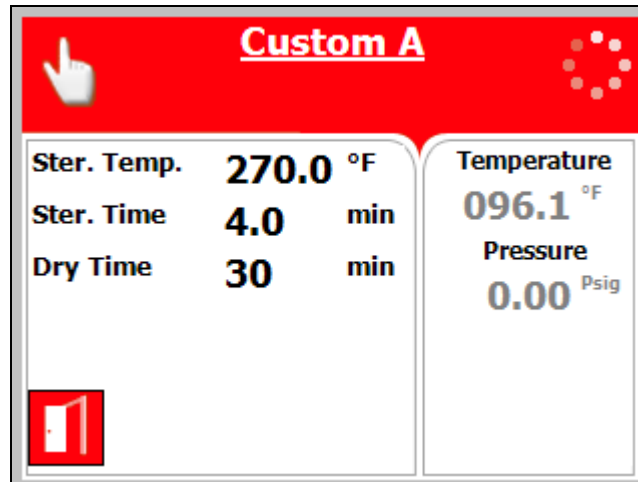 Custom A
Ster. Temp. 270.0 °F
Ster. Time 4.0 min
Dry Time 30 min
Temperature
096.1 °F
Pressure
0.00 Psig